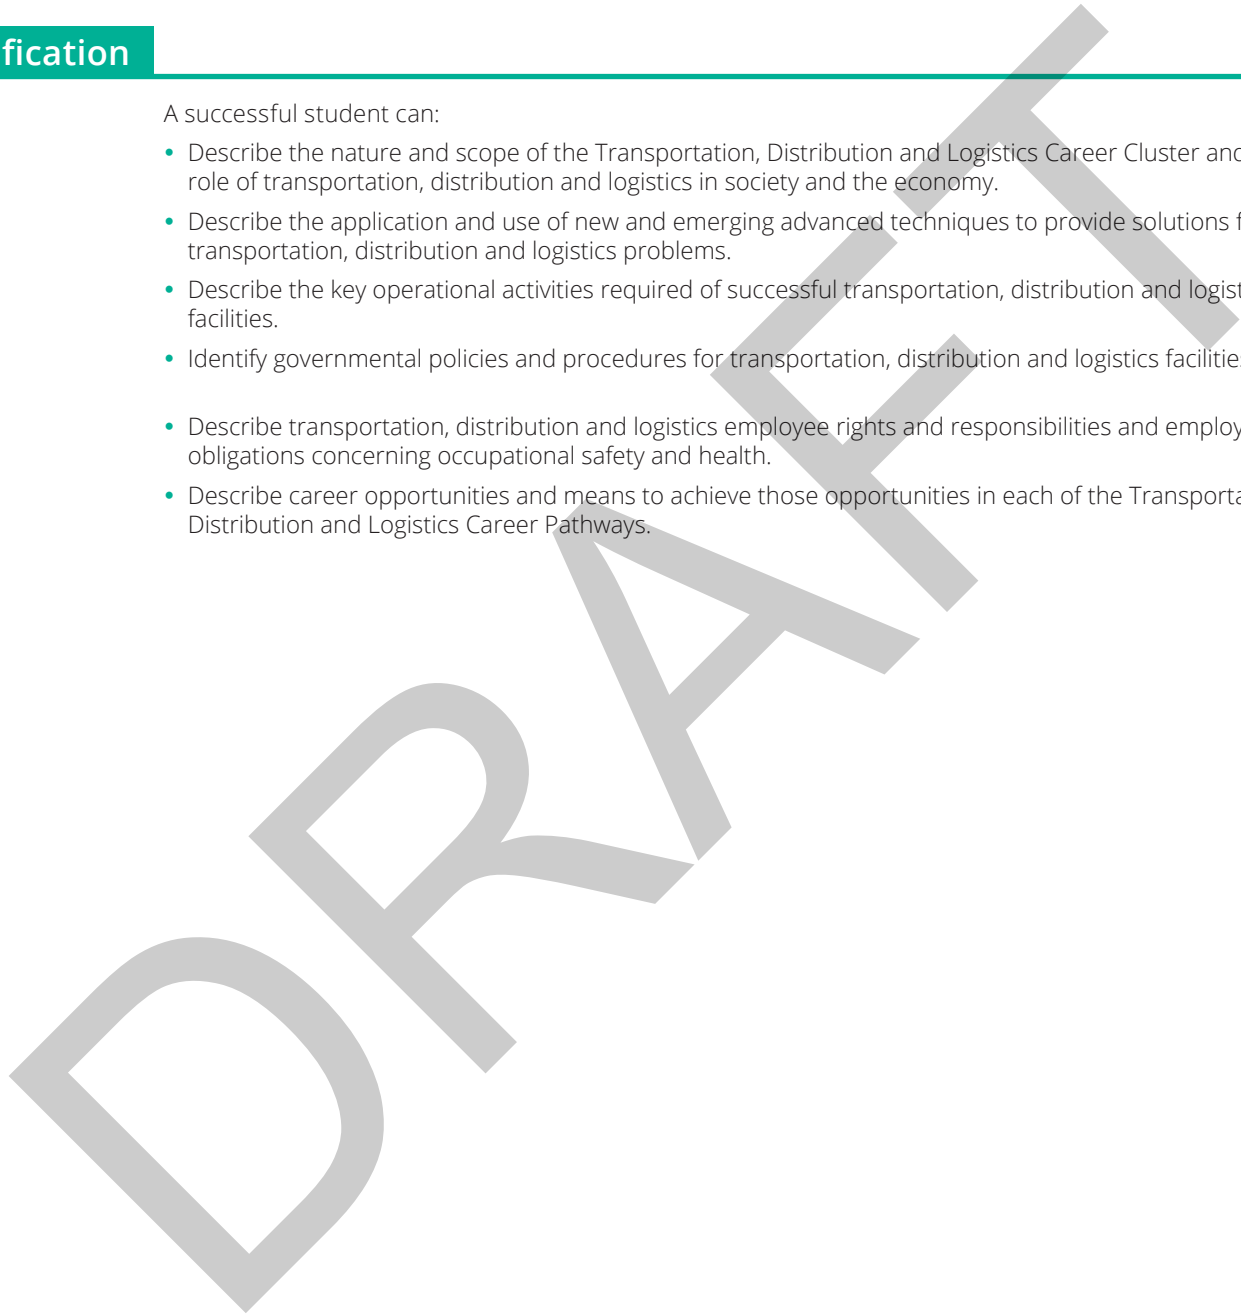 fication
A successful student can:
• Describe the nature and scope of the Transportation, Distribution and Logistics Career Cluster and
role of transportation, distribution and logistics in society and the economy.
• Describe the application and use of new and emerging advanced techniques to provide solutions f
transportation, distribution and logistics problems.
• Describe the key operational activities required of successful transportation, distribution and logist
facilities.
• Identify governmental policies and procedures for transportation, distribution and logistics facilities
• Describe transportation, distribution and logistics employee rights and responsibilities and employ
obligations concerning occupational safety and health.
• Describe career opportunities and means to achieve those opportunities in each of the Transporta
Distribution and Logistics Career Pathways.
DRAFT